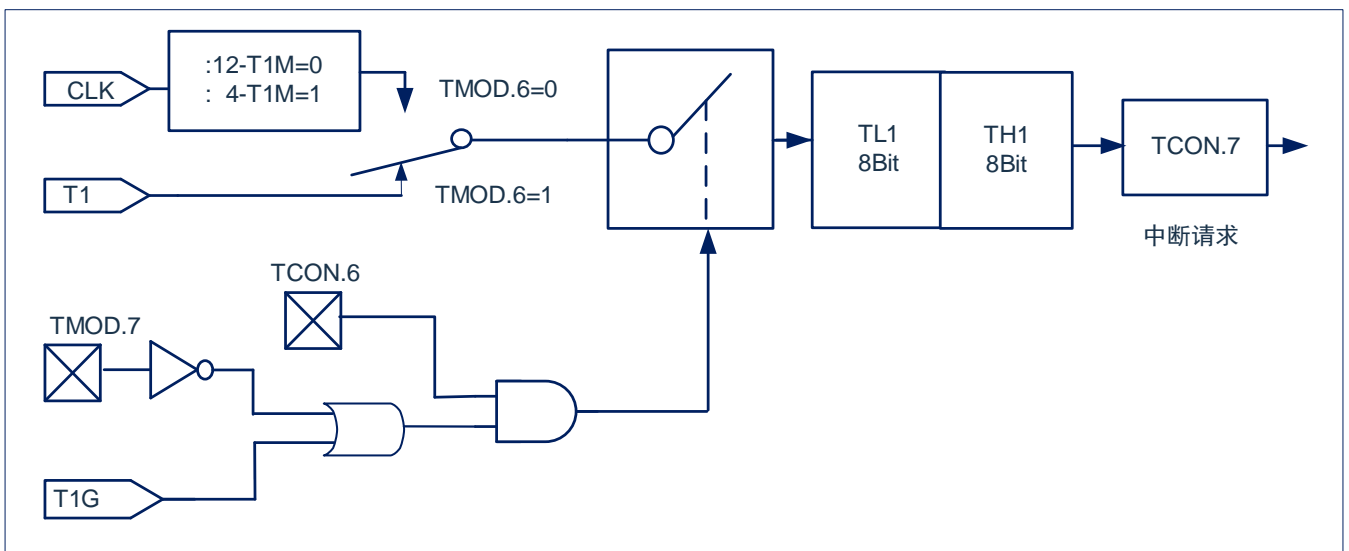 CLK
:12-T1M=0
: 4-T1M=1
TMOD.6=0
T1
TMOD.6=1
TL1
8Bit
TH1
8Bit
TCON.7
中断请求
TCON.6
TMOD.7
T1G